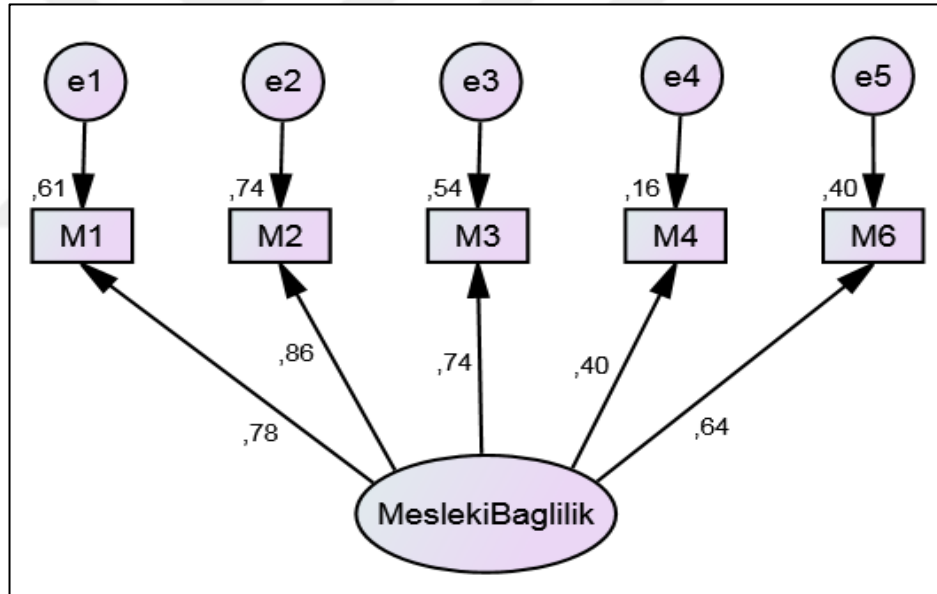 e1 e2 e3 e4 e5
,61 ,74 ,54 ,16 ,40
M1 M2 M3 M4 M6
,86 ,74 ,40
,78 ,64
MeslekiBaglilik